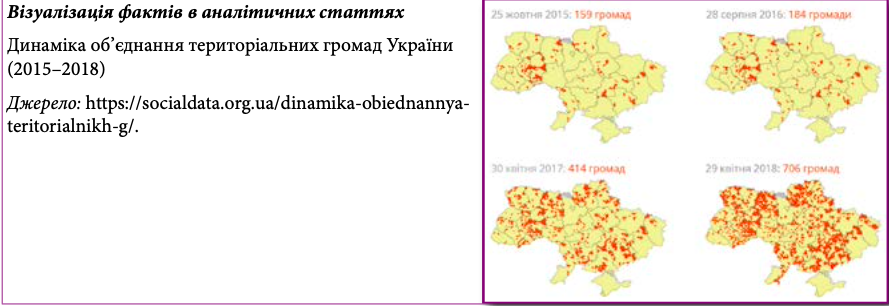 Візуалізація фактів в аналітичних статтях
Динаміка об’єднання територіальних громад України
(2015–2018)
Джерело: https://socialdata.org.ua/dinamika-obiednannya-
teritorialnikh-g/.
25 жовтня 2015: 159 громад
28 серпня 2016: 184 громади
30 квітня 2017: 414 громад
29 квітня 2018: 706 громад